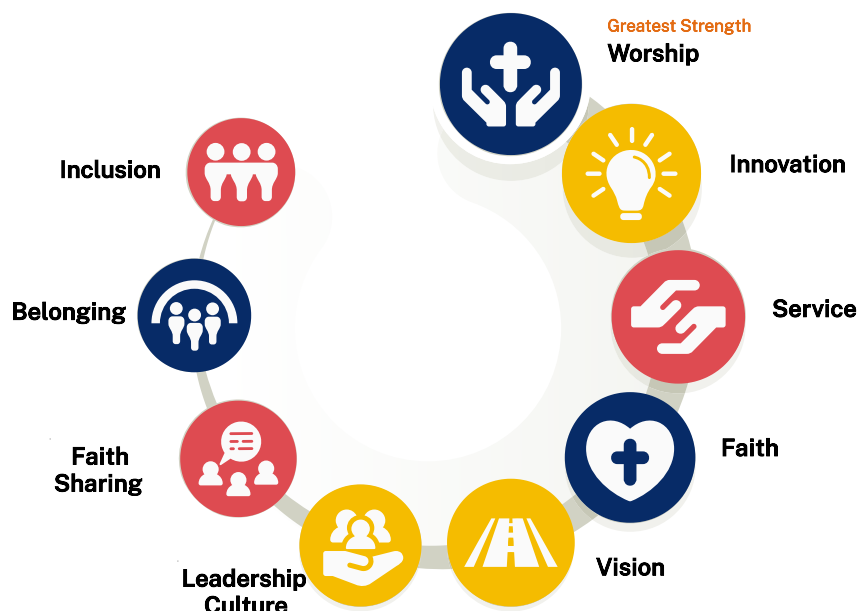 Greatest Strength
Worship
Innovation
Service
Faith
Vision
Leadership
Culture
Faith
Sharing
Belonging
Inclusion